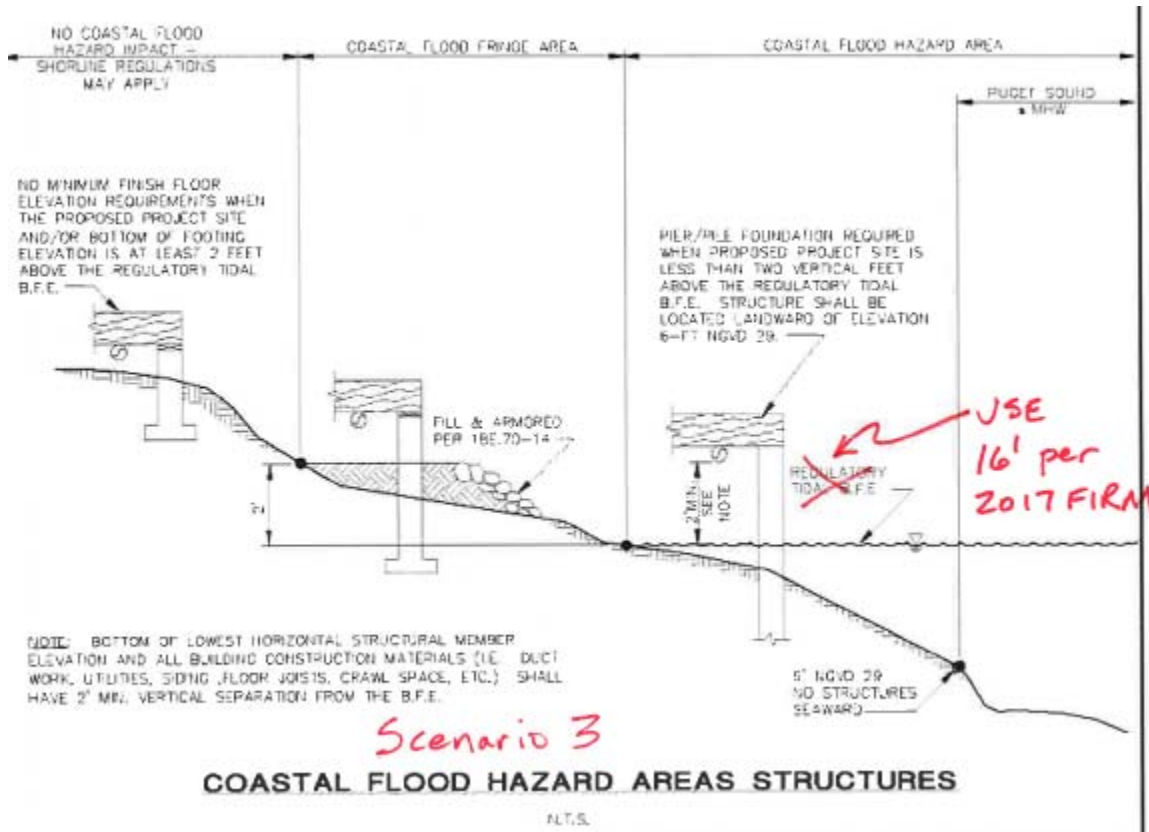 NO COASTAL FLOOD
HAZARD IMPACT –
SHORLINE REGULATIONS
MAY APPLY
COASTAL FLOOD FRINGE AREA
COASTAL FLOOD HAZARD AREA
PUGET SOUND
MHW
NO MINIMUM FINISH FLOOR
ELEVATION REQUIREMENTS WHEN
THE PROPOSED PROJECT SITE
AND/OR BOTTOM OF FOOTING
ELEVATION IS AT LEAST 2 FEET
ABOVE THE REGULATORY TIDAL
B.F.E.
PIER/PILE FOUNDATION REQUIRED
WHEN PROPOSED PROJECT SITE IS
LESS THAN TWO VERTICAL FEET
ABOVE THE REGULATORY TIDAL
B.F.E. STRUCTURE SHALL BE
LOCATED LANDWARD OF ELEVATION
NGVD 29.
FILL & ARMORED
PER 18E.70-14
2'
2' MIN.
SEE
NOTE
REGULATORY
TIDAL B.F.E
USE
16' per
2017 FIRM
NOTE: BOTTOM OF LOWEST HORIZONTAL STRUCTURAL MEMBER
ELEVATION AND ALL BUILDING CONSTRUCTION MATERIALS (I.E. DUCT
WORK, UTILITIES, SIDING ,FLOOR JOISTS, CRAWL SPACE, ETC.) SHALL
HAVE 2' MIN. VERTICAL SEPARATION FROM THE B.F.E.
NGVD 29
NO STRUCTURES
SEAWARD
Scenario 3
COASTAL FLOOD HAZARD AREAS STRUCTURES
N.T.S.